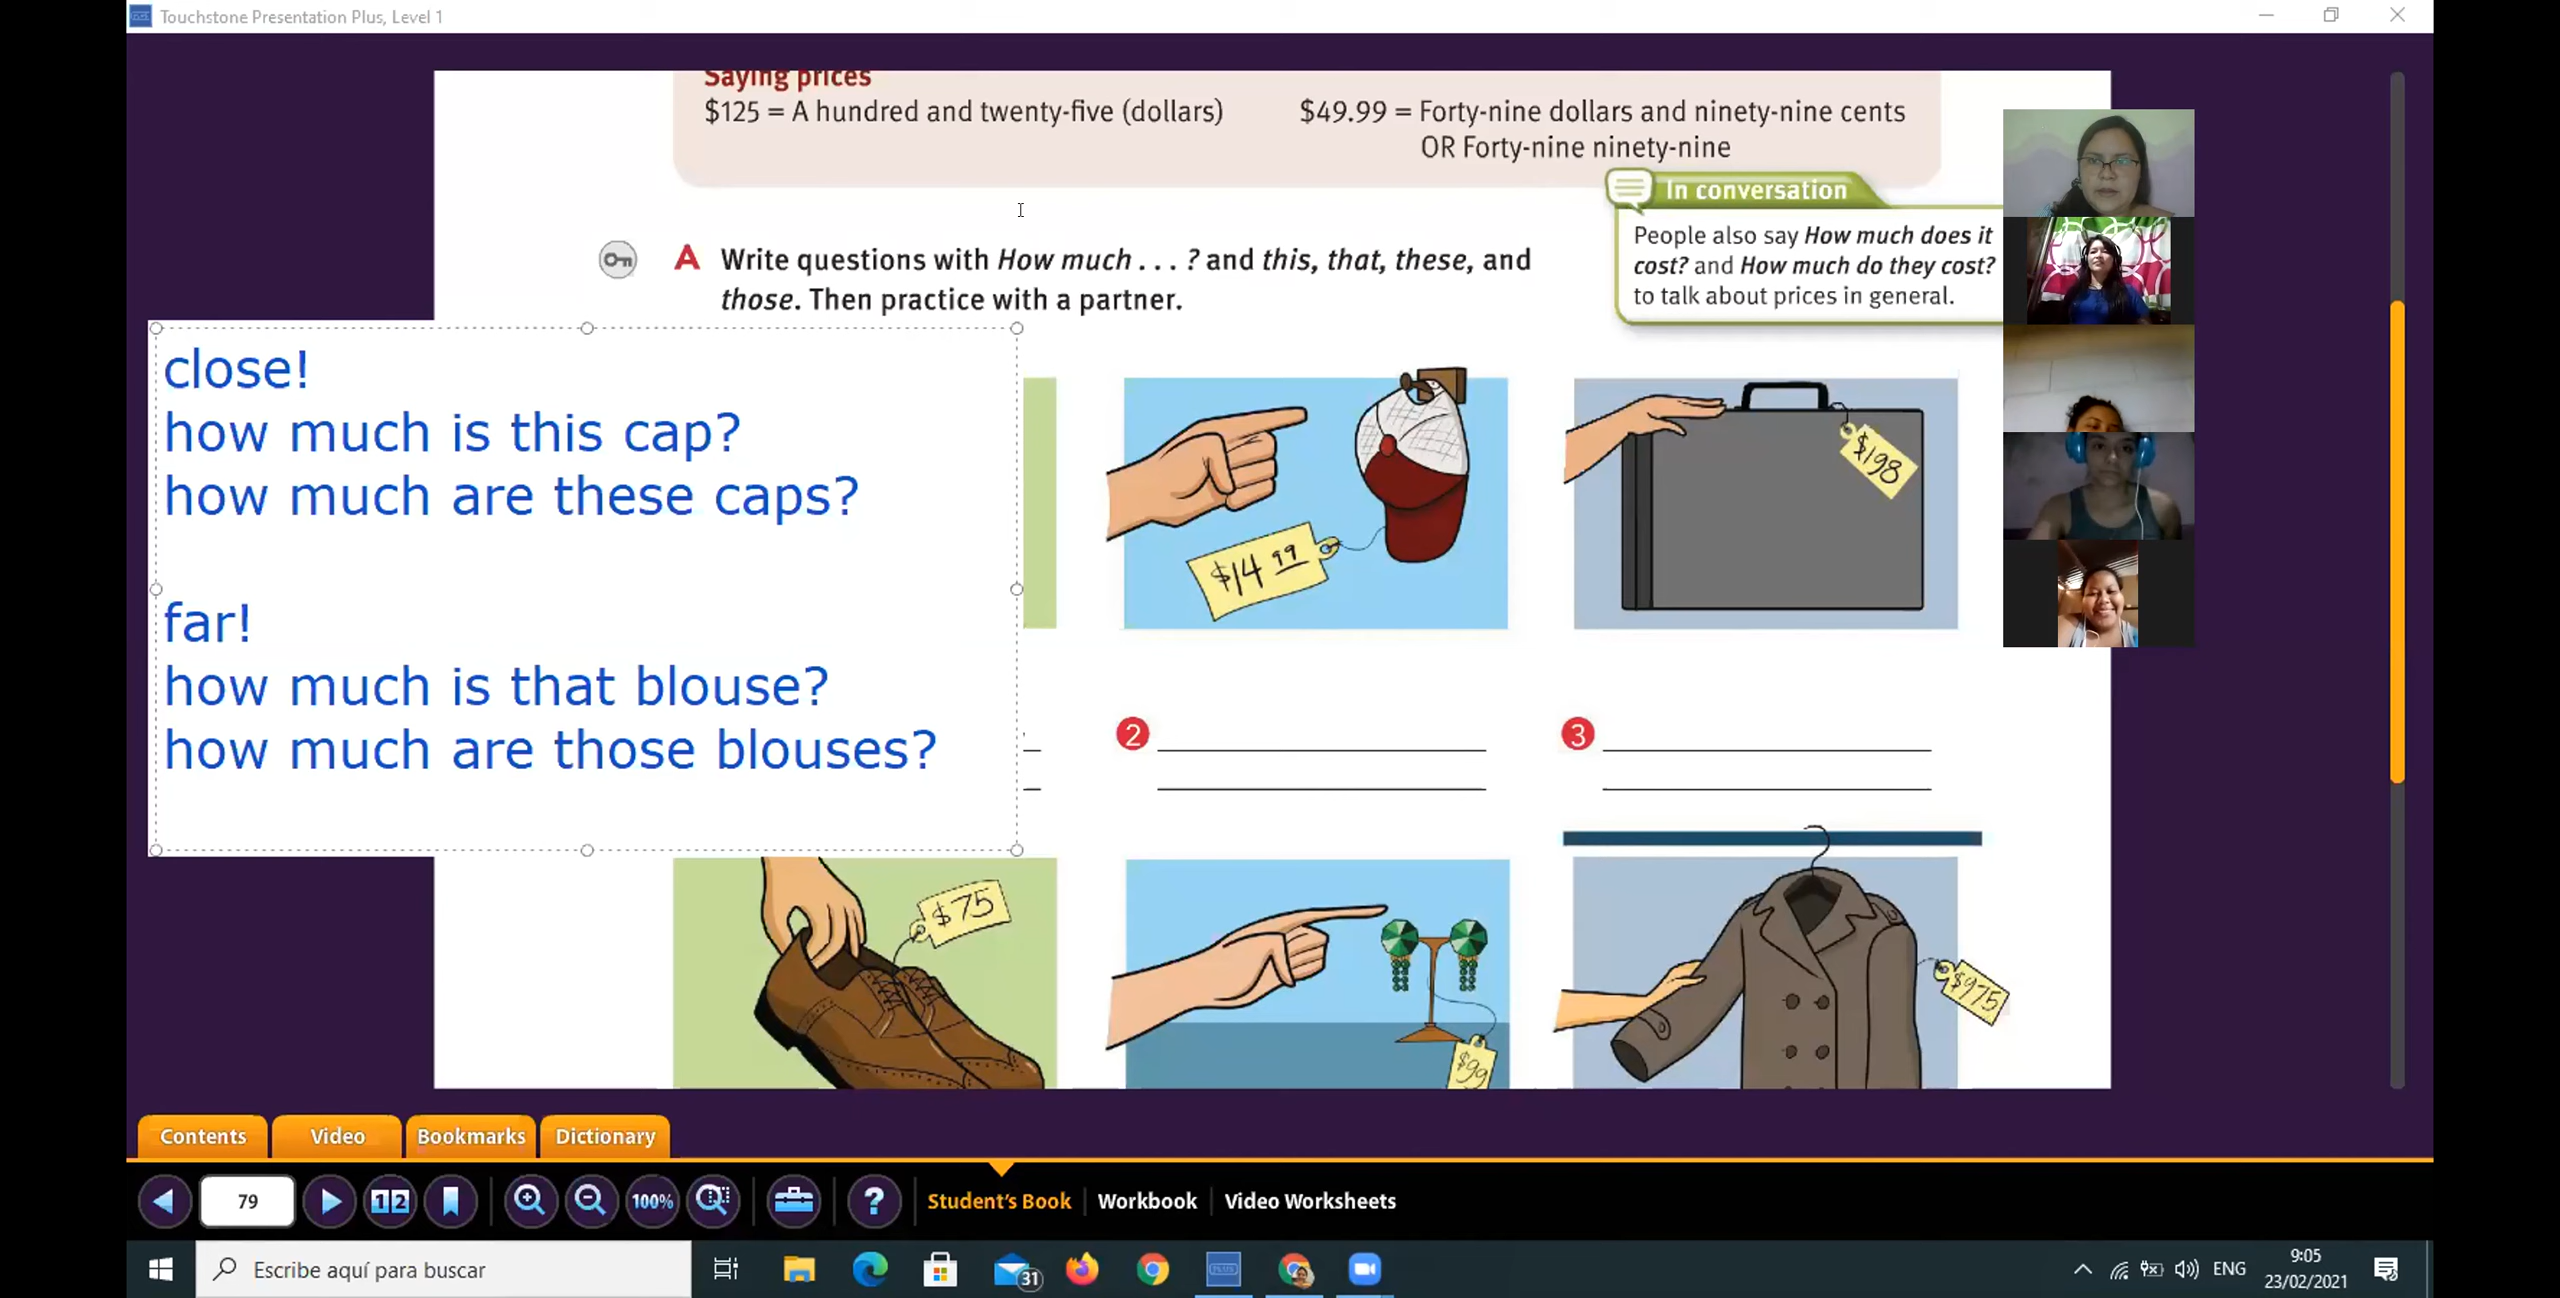 Touchstone Presentation Plus, Level 1
Saying prices
$125 = A hundred and twenty-five (dollars)
$49.99 = Forty-nine dollars and ninety-nine cents
OR Forty-nine ninety-nine
In conversation
People also say How much does it
cost? and How much do they cost?
to talk about prices in general.
A Write questions with How much . . . ? and this, that, these, and
those. Then practice with a partner.
close!
how much is this cap?
how much are these caps?
far!
how much is that blouse?
how much are those blouses?
$14 99
$198
2
3
$75
$99
$975
Contents
Video
Bookmarks
Dictionary
79
12
100%
?
Student's Book
Workbook
Video Worksheets
Escribe aquí para buscar
31
PLUS
ENG
9:05
23/02/2021